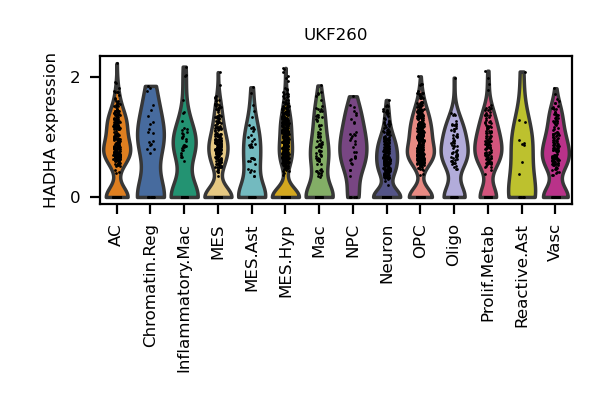 UKF260
HADHA expression
2
0
AC
Chromatin.Reg
Inflammatory.Mac
MES
MES.Ast
MES.Hyp
Mac
NPC
Neuron
OPC
Oligo
Prolif.Metab
Reactive.Ast
Vasc